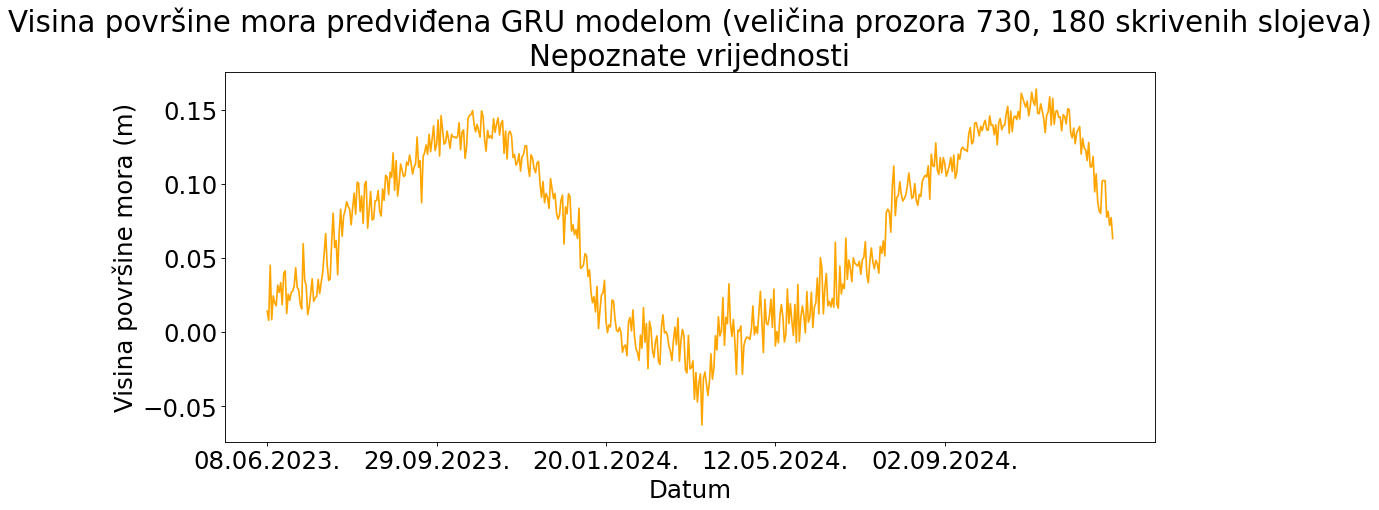 Visina površine mora predviđena GRU modelom (veličina prozora 730, 180 skrivenih slojeva)
Nepoznate vrijednosti
Visina površine mora (m)
0.15
0.10
0.05
0.00
−0.05
08.06.2023. 29.09.2023. 20.01.2024. 12.05.2024. 02.09.2024.
Datum